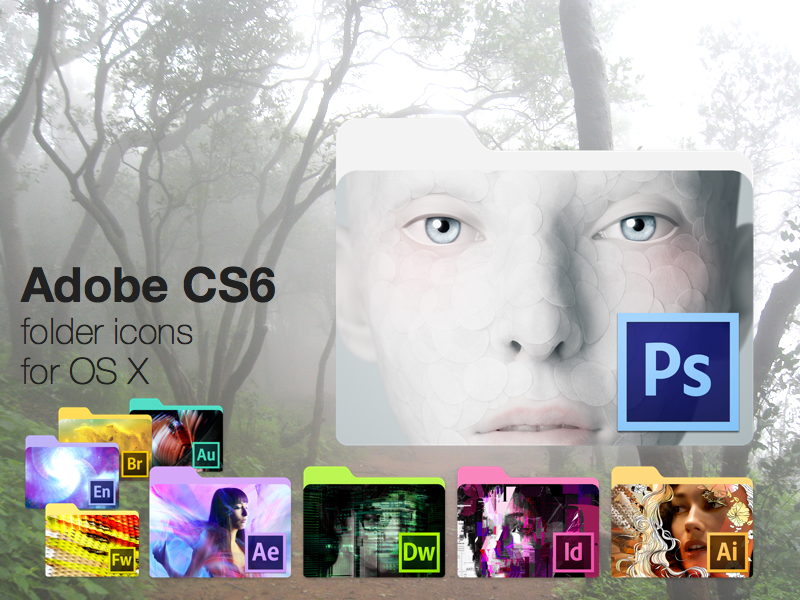 Adobe CS6
folder icons
for OS X
Ps
Br
Au
En
Fw
Ae
Dw
Id
Ai